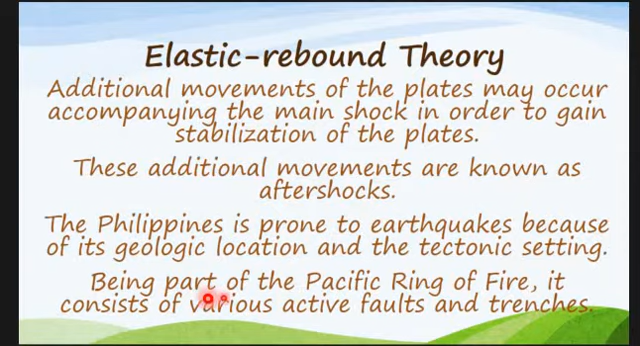 Elastic-rebound Theory
Additional movements of the plates may occur
accompanying the main shock in order to gain
stabilization of the plates.
These additional movements are known as
aftershocks.
The Philippines is prone to earthquakes because
of its geologic location and the tectonic setting.
Being part of the Pacific Ring of Fire, it
consists of various active faults and trenches.